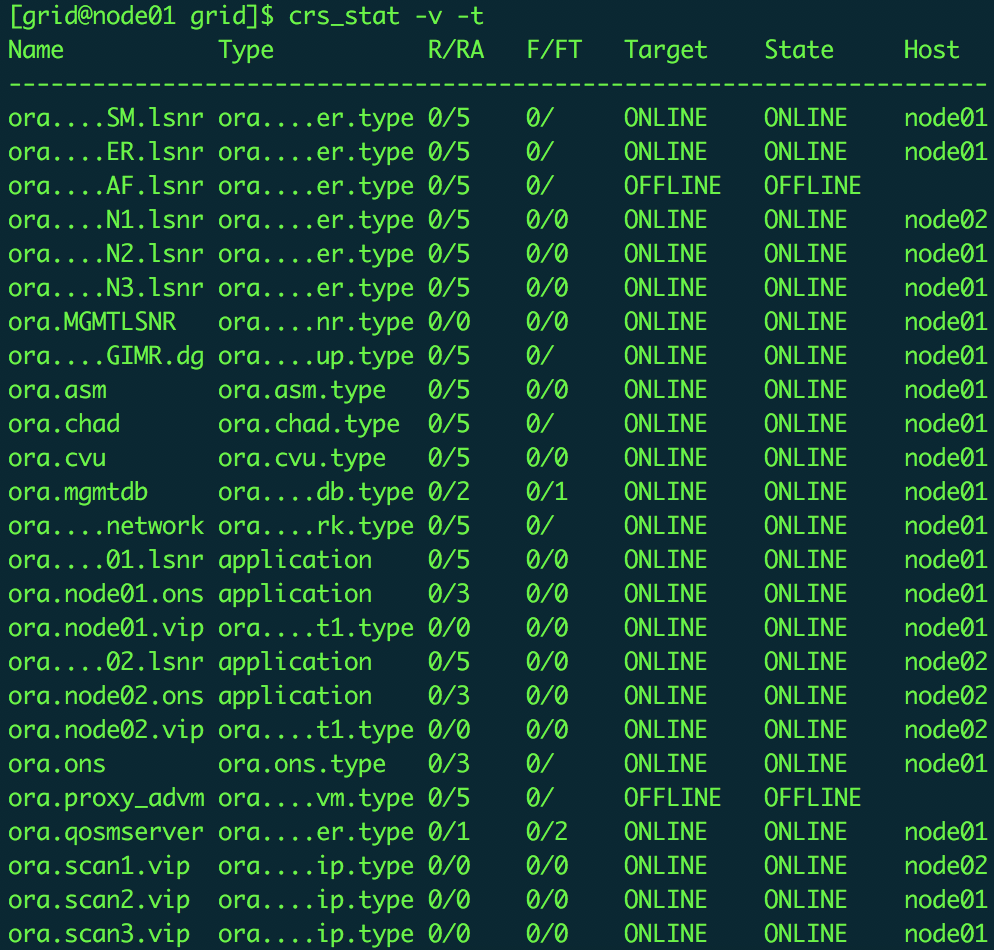 [grid@node01 grid]$ crs_stat -v -t
Name           Type           R/RA   F/FT   Target    State     Host
----------------------------------------------------------------------
ora....SM.lsnr ora....er.type 0/5    0/     ONLINE    ONLINE    node01
ora....ER.lsnr ora....er.type 0/5    0/     ONLINE    ONLINE    node01
ora....AF.lsnr ora....er.type 0/5    0/     OFFLINE   OFFLINE
ora....N1.lsnr ora....er.type 0/5    0/0    ONLINE    ONLINE    node02
ora....N2.lsnr ora....er.type 0/5    0/0    ONLINE    ONLINE    node01
ora....N3.lsnr ora....er.type 0/5    0/0    ONLINE    ONLINE    node01
ora.MGMTLSNR   ora....nr.type 0/0    0/0    ONLINE    ONLINE    node01
ora....GIMR.dg ora....up.type 0/5    0/     ONLINE    ONLINE    node01
ora.asm        ora.asm.type   0/5    0/0    ONLINE    ONLINE    node01
ora.chad       ora.chad.type  0/5    0/     ONLINE    ONLINE    node01
ora.cvu        ora.cvu.type   0/5    0/0    ONLINE    ONLINE    node01
ora.mgmtdb     ora....db.type 0/2    0/1    ONLINE    ONLINE    node01
ora....network ora....rk.type 0/5    0/     ONLINE    ONLINE    node01
ora....01.lsnr application    0/5    0/0    ONLINE    ONLINE    node01
ora.node01.ons application    0/3    0/0    ONLINE    ONLINE    node01
ora.node01.vip ora....t1.type 0/0    0/0    ONLINE    ONLINE    node01
ora....02.lsnr application    0/5    0/0    ONLINE    ONLINE    node02
ora.node02.ons application    0/3    0/0    ONLINE    ONLINE    node02
ora.node02.vip ora....t1.type 0/0    0/0    ONLINE    ONLINE    node02
ora.ons        ora.ons.type   0/3    0/     ONLINE    ONLINE    node01
ora.proxy_advm ora....vm.type 0/5    0/     OFFLINE   OFFLINE
ora.qosmserver ora....er.type 0/1    0/2    ONLINE    ONLINE    node01
ora.scan1.vip  ora....ip.type 0/0    0/0    ONLINE    ONLINE    node02
ora.scan2.vip  ora....ip.type 0/0    0/0    ONLINE    ONLINE    node01
ora.scan3.vip  ora....ip.type 0/0    0/0    ONLINE    ONLINE    node01